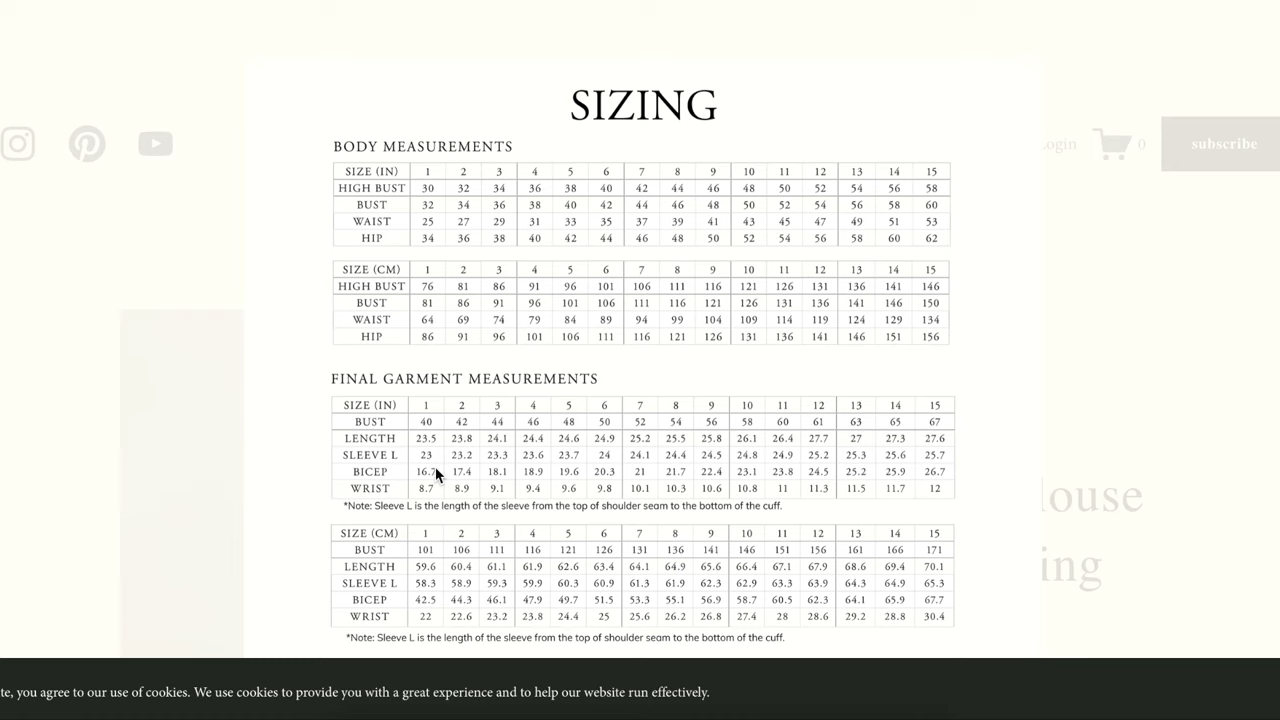 SIZING
BODY MEASUREMENTS
SIZE (IN) 1 2 3 4 5 6 7 8 9 10 11 12 13 14 15
HIGH BUST 30 32 34 36 38 40 42 44 46 48 50 52 54 56 58
BUST 32 34 36 38 40 42 44 46 48 50 52 54 56 58 60
WAIST 25 27 29 31 33 35 37 39 41 43 45 47 49 51 53
HIP 34 36 38 40 42 44 46 48 50 52 54 56 58 60 62
Login 0 subscribe
SIZE (CM) 1 2 3 4 5 6 7 8 9 10 11 12 13 14 15
HIGH BUST 76 81 86 91 96 101 106 111 116 121 126 131 136 141 146
BUST 81 86 91 96 101 106 111 116 121 126 131 136 141 146 150
WAIST 64 69 74 79 84 89 94 99 104 109 114 119 124 129 134
HIP 86 91 96 101 106 111 116 121 126 131 136 141 146 151 156
FINAL GARMENT MEASUREMENTS
SIZE (IN) 1 2 3 4 5 6 7 8 9 10 11 12 13 14 15
BUST 40 42 44 46 48 50 52 54 56 58 60 61 63 65 67
LENGTH 23.5 23.8 24.1 24.4 24.6 24.9 25.2 25.5 25.8 26.1 26.4 27.7 27 27.3 27.6
SLEEVE L 23 23.2 23.3 23.6 23.7 24 24.1 24.4 24.5 24.8 24.9 25.2 25.3 25.6 25.7
BICEP 16.7 17.4 18.1 18.9 19.6 20.3 21 21.7 22.4 23.1 23.8 24.5 25.2 25.9 26.7
WRIST 8.7 8.9 9.1 9.4 9.6 9.8 10.1 10.3 10.6 10.8 11 11.3 11.5 11.7 12
*Note: Sleeve L is the length of the sleeve from the top of shoulder seam to the bottom of the cuff.
louse
ing
SIZE (CM) 1 2 3 4 5 6 7 8 9 10 11 12 13 14 15
BUST 101 106 111 116 121 126 131 136 141 146 151 156 161 166 171
LENGTH 59.6 60.4 61.1 61.9 62.6 63.4 64.1 64.9 65.6 66.4 67.1 67.9 68.6 69.4 70.1
SLEEVE L 58.3 58.9 59.3 59.9 60.3 60.9 61.3 61.9 62.3 62.9 63.3 63.9 64.3 64.9 65.3
BICEP 42.5 44.3 46.1 47.9 49.7 51.5 53.3 55.1 56.9 58.7 60.5 62.3 64.1 65.9 67.7
WRIST 22 22.6 23.2 23.8 24.4 25 25.6 26.2 26.8 27.4 28 28.6 29.2 28.8 30.4
*Note: Sleeve L is the length of the sleeve from the top of shoulder seam to the bottom of the cuff.
te, you agree to our use of cookies. We use cookies to provide you with a great experience and to help our website run effectively.